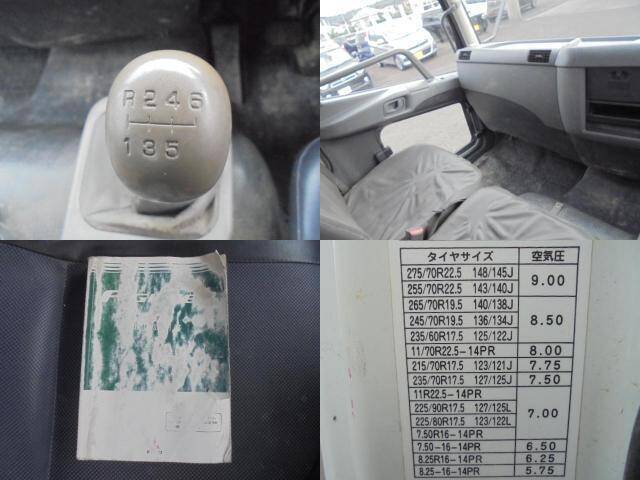 R 2 4 6
1 3 5
タイヤサイズ 空気圧
275/70R22.5 148/145J
255/70R22.5 143/140J
9.00
265/70R19.5 140/138J
245/70R19.5 136/134J
235/60R17.5 125/122J
8.50
11/70R22.5-14PR 8.00
215/70R17.5 123/121J 7.75
235/70R17.5 127/125J 7.50
11R22.5-14PR
225/90R17.5 127/125L
225/80R17.5 123/122L
7.50R16-14PR
7.00
7.50-16-14PR 6.50
8.25R16-14PR 6.25
8.25-16-14PR 5.75